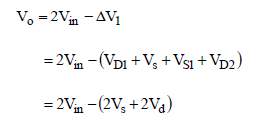 Vo = 2Vin − ΔV1
= 2Vin − (VD1 + Vs + VS1 + VD2)
= 2Vin − (2Vs + 2Vd)